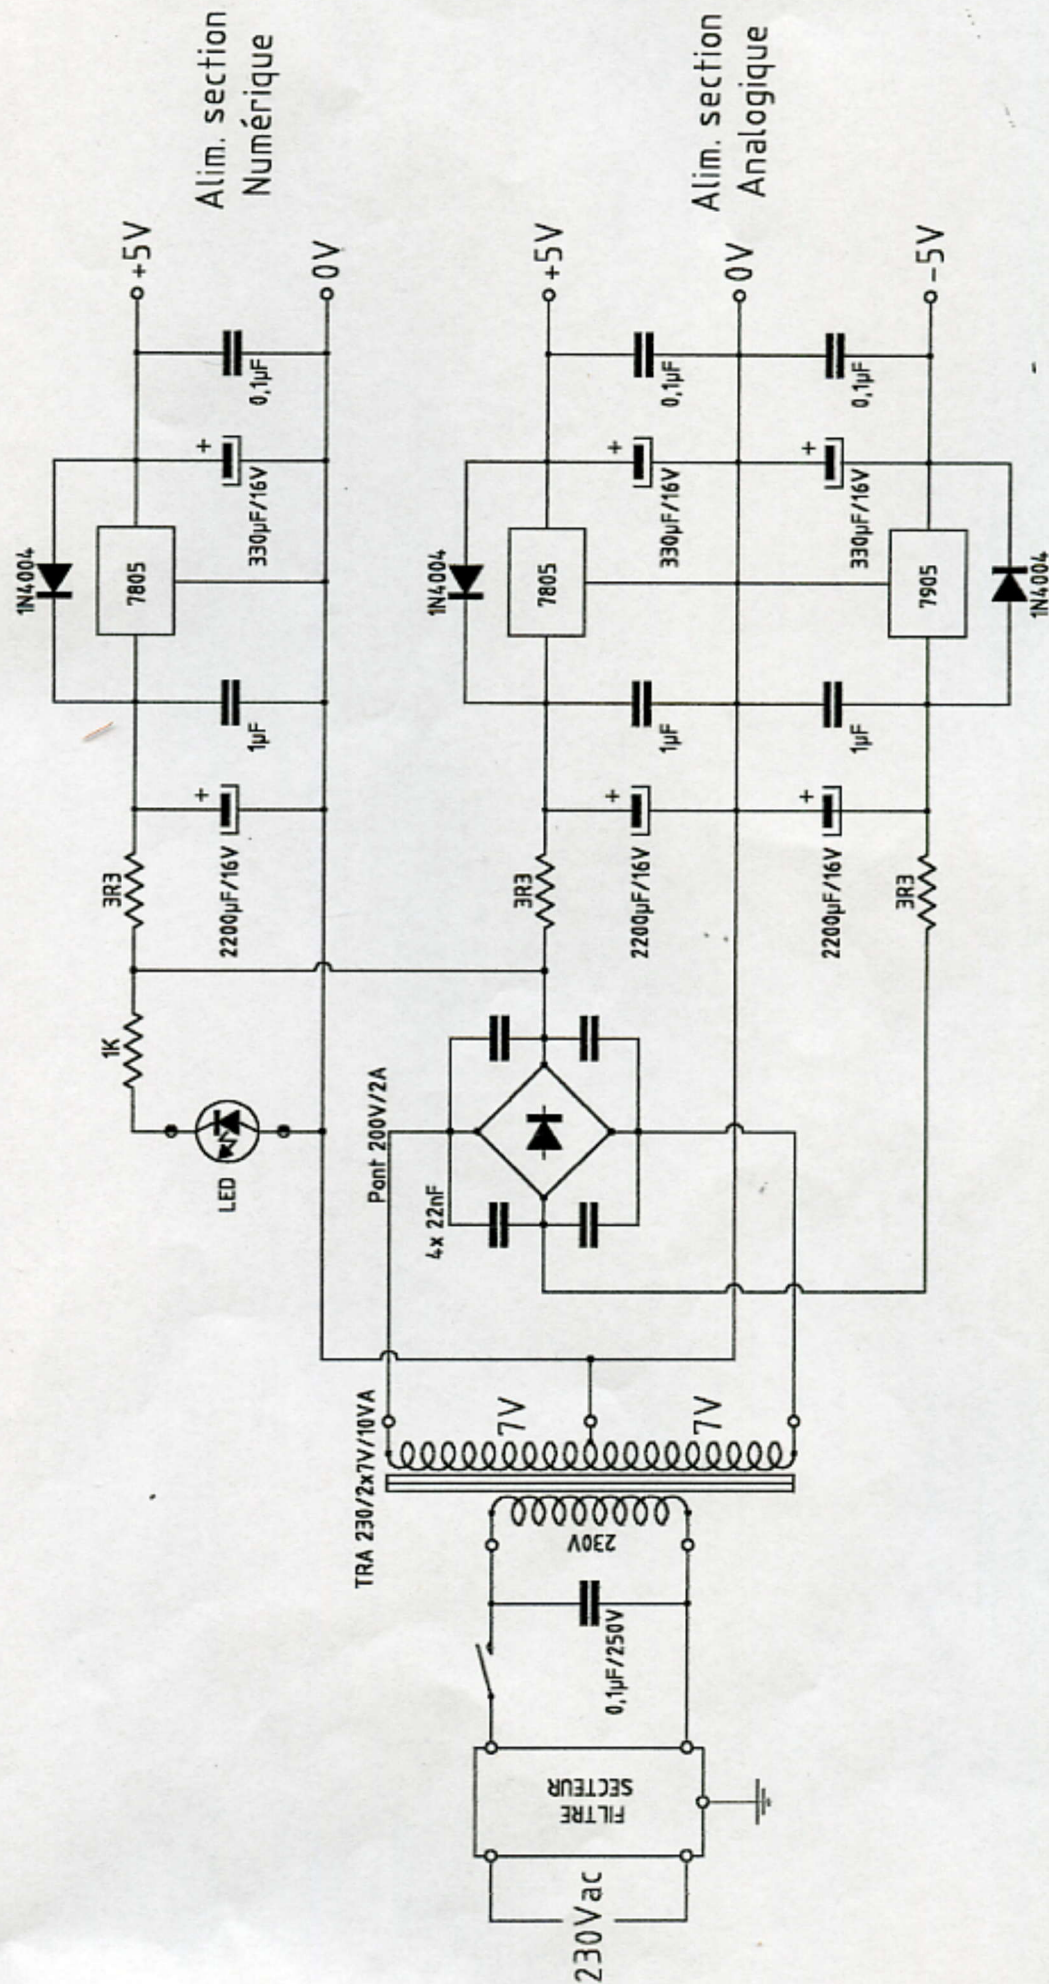 230Vac
FILTRE
SECTEUR
0,1µF/250V
230V
TRA 230/2x7V/10VA
7V
7V
4x 22nF
Pont 200V/2A
LED
1K
3R3
2200µF/16V
+
1µF
1N4004
7805
330µF/16V
+
0,1µF
+5V
0V
Alim. section
Numérique
3R3
2200µF/16V
+
1µF
1N4004
7805
330µF/16V
+
0,1µF
+5V
0V
Alim. section
Analogique
3R3
2200µF/16V
+
1µF
7905
1N4004
330µF/16V
+
0,1µF
-5V